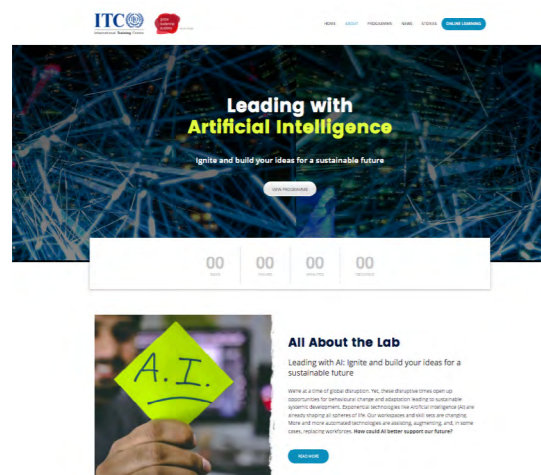 ITC
International Training Centre
HOME ABOUT PROGRAMME NEWS STORIES ONLINE LEARNING
Leading with
Artificial Intelligence
Ignite and build your ideas for a sustainable future
VIEW PROGRAMME
00 00 00 00
DAYS HOURS MINUTES SECONDS
A.I.
All About the Lab
Leading with AI: Ignite and build your ideas for a
sustainable future
We're at a time of global disruption. Yet, these disruptive times open up
opportunities for behavioural change and adaptation leading to sustainable
systemic development. Exponential technologies like Artificial Intelligence (AI) are
already shaping all spheres of life. Our workspaces and skill sets are changing.
More and more automated technologies are assisting, augmenting, and, in some
cases, replacing workforces. How could AI better support our future?
READ MORE